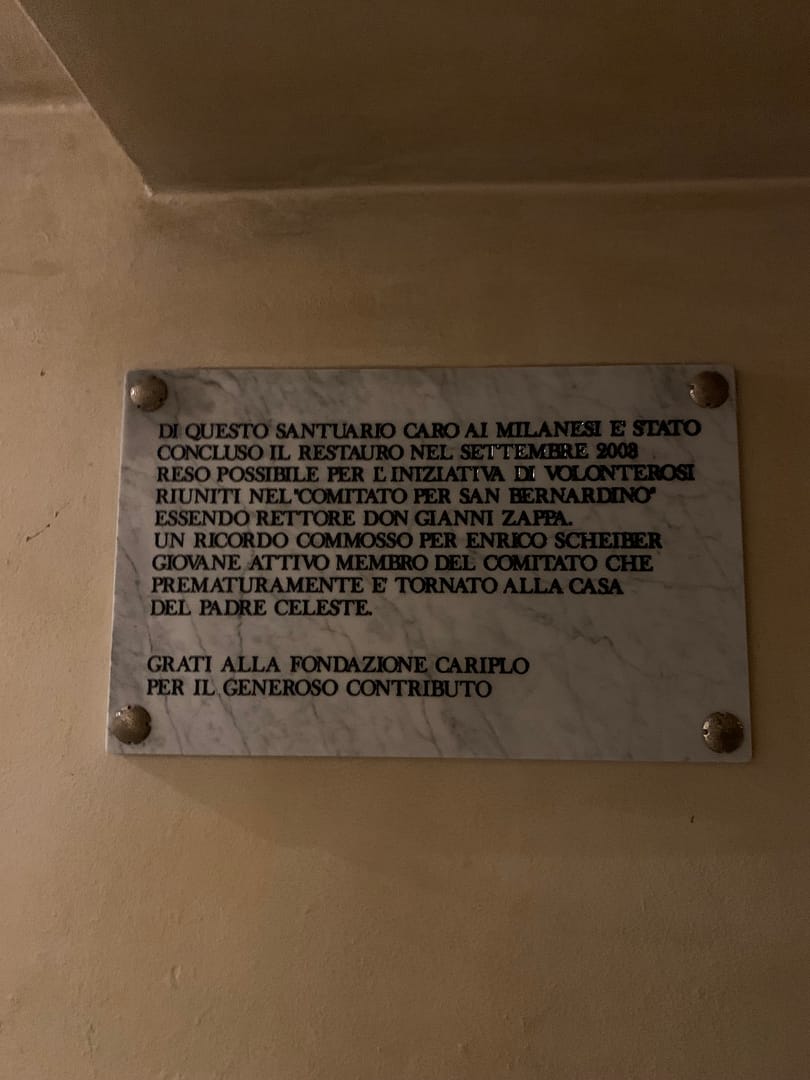 DI QUESTO SANTUARIO CARO AI MILANESI E' STATO
CONCLUSO IL RESTAURO NEL SETTEMBRE 2008
RESO POSSIBILE PER L'INIZIATIVA DI VOLONTEROSI
RIUNITI NEL "COMITATO PER SAN BERNARDINO"
ESSENDO RETTORE DON GIANNI ZAPPA.
UN RICORDO COMMOSSO PER ENRICO SCHEIBER
GIOVANE ATTIVO MEMBRO DEL COMITATO CHE
PREMATURAMENTE E' TORNATO ALLA CASA
DEL PADRE CELESTE.
GRATI ALLA FONDAZIONE CARIPLO
PER IL GENEROSO CONTRIBUTO